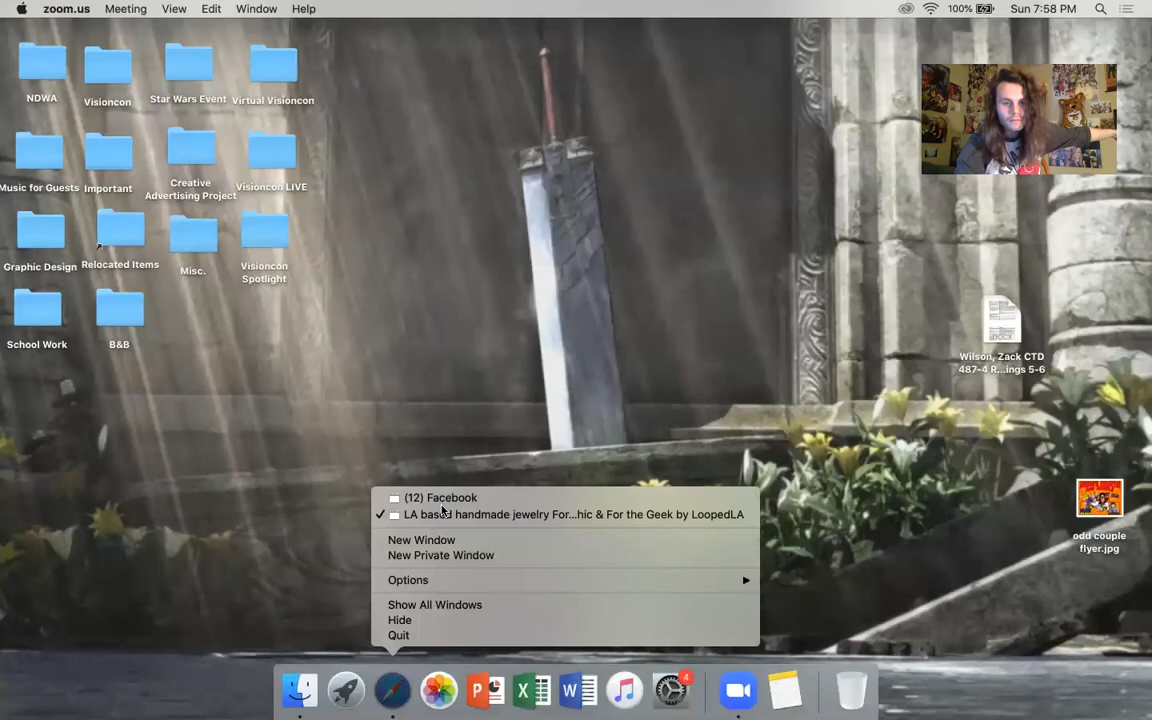 zoom.us Meeting View Edit Window Help 100% Sun 7:58 PM
NDWA
Visioncon
Star Wars Event
Virtual Visioncon
Music for Guests
Important
Creative
Advertising Project
Visioncon LIVE
Graphic Design
Relocated Items
Misc.
Visioncon
Spotlight
School Work
B&B
DOCX
Wilson, Zack CTD
487-4 R...ings 5-6
odd couple
flyer.jpg
(12) Facebook
LA based handmade jewelry For...hic & For the Geek by LoopedLA
New Window
New Private Window
Options
Show All Windows
Hide
Quit
P X W 4